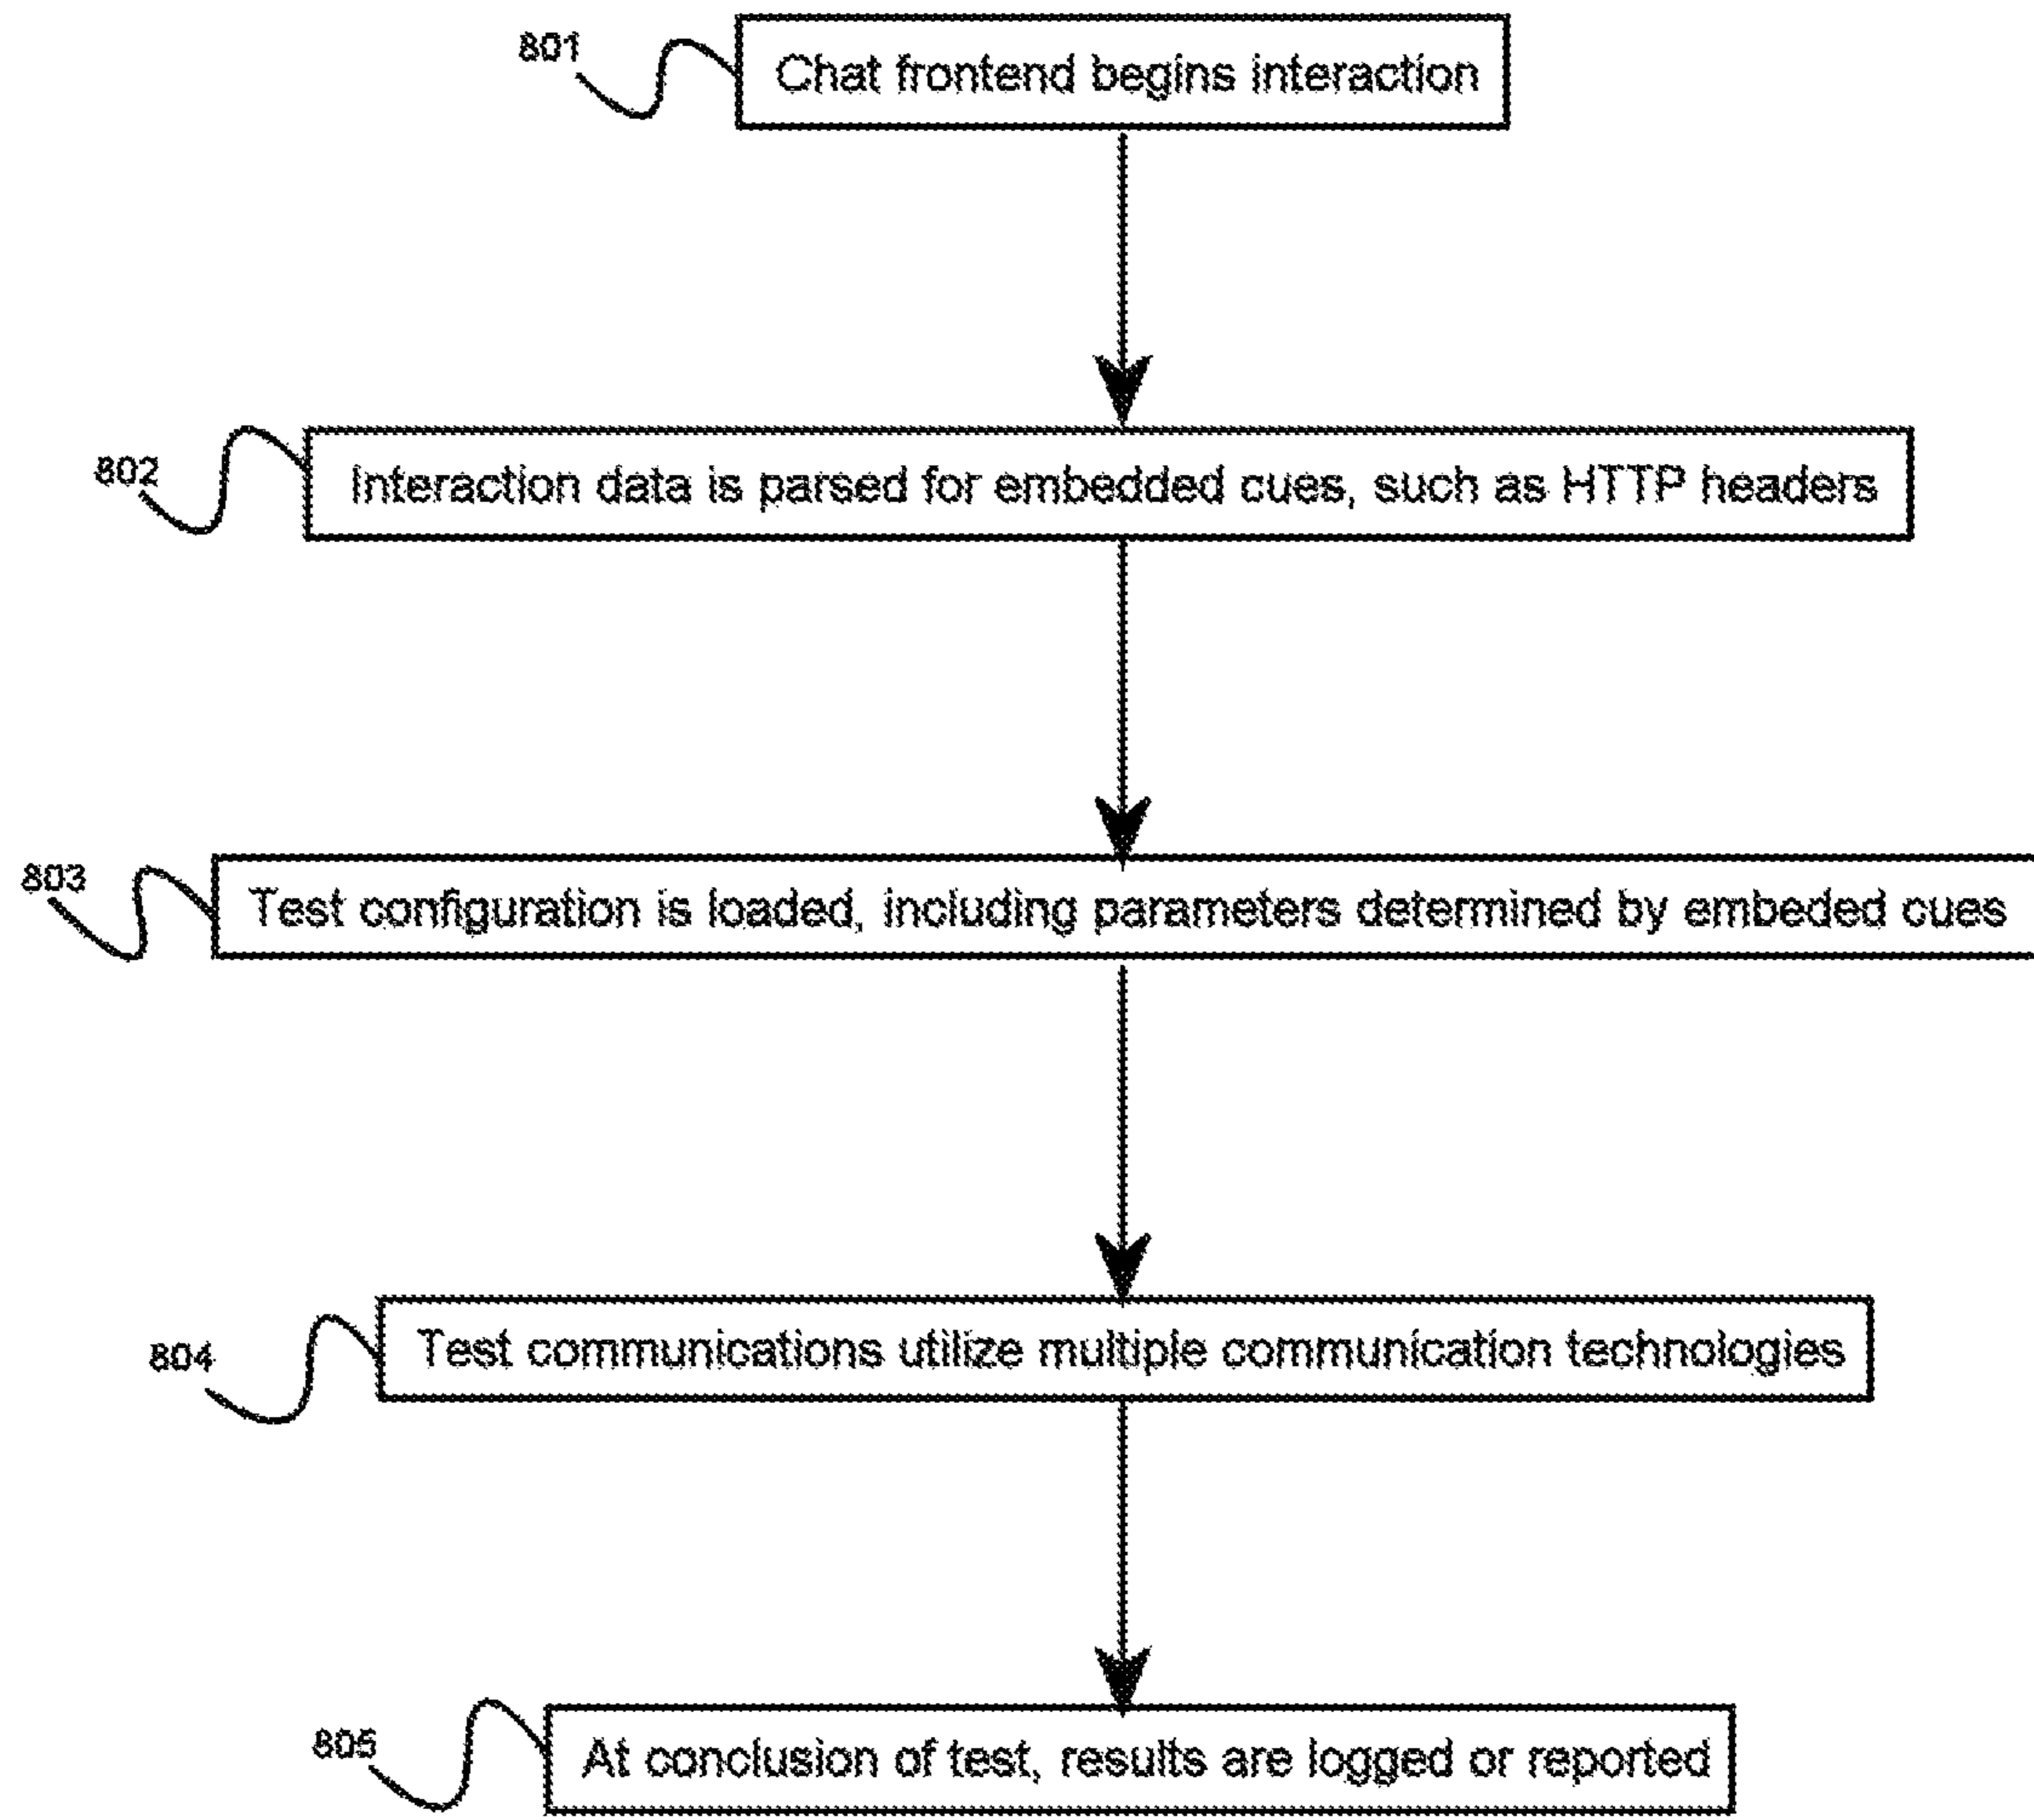 801
Chat frontend begins interaction
802
Interaction data is parsed for embedded cues, such as HTTP headers
803
Test configuration is loaded, including parameters determined by embeded cues
804
Test communications utilize multiple communication technologies
805
At conclusion of test, results are logged or reported